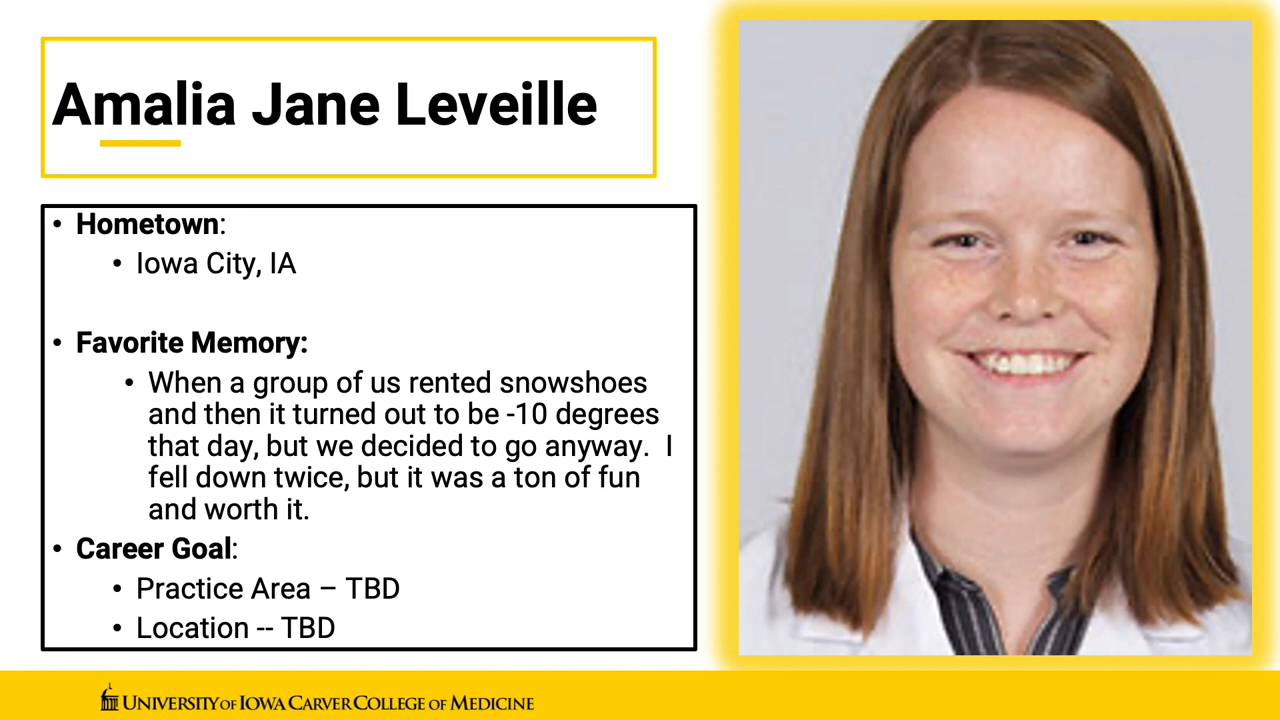 Amalia Jane Leveille
• Hometown:
• Iowa City, IA
• Favorite Memory:
• When a group of us rented snowshoes
and then it turned out to be -10 degrees
that day, but we decided to go anyway.  I
fell down twice, but it was a ton of fun
and worth it.
• Career Goal:
• Practice Area – TBD
• Location -- TBD
UNIVERSITY OF IOWA CARVER COLLEGE OF MEDICINE